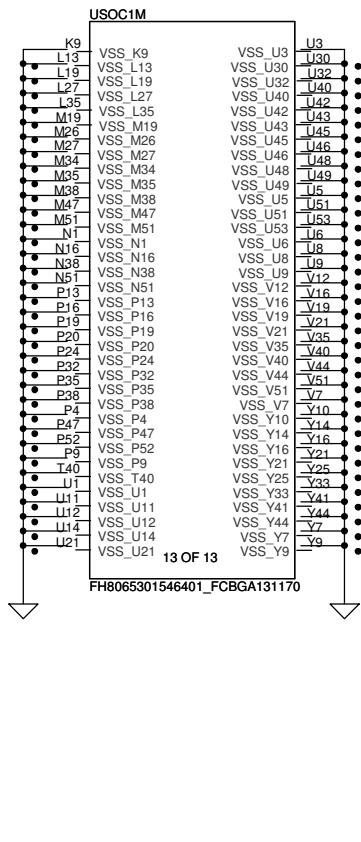 USOC1M
K9 VSS_K9 VSS_U3 U3
L13 VSS_L13 VSS_U30 U30
L19 VSS_L19 VSS_U32 U32
L27 VSS_L27 VSS_U40 U40
L35 VSS_L35 VSS_U42 U42
M19 VSS_M19 VSS_U43 U43
M26 VSS_M26 VSS_U45 U45
M27 VSS_M27 VSS_U46 U46
M34 VSS_M34 VSS_U48 U48
M35 VSS_M35 VSS_U49 U49
M38 VSS_M38 VSS_U5 U5
M47 VSS_M47 VSS_U51 U51
M51 VSS_M51 VSS_U53 U53
N1 VSS_N1 VSS_U6 U6
N16 VSS_N16 VSS_U8 U8
N38 VSS_N38 VSS_U9 U9
N51 VSS_N51 VSS_V12 V12
P13 VSS_P13 VSS_V16 V16
P16 VSS_P16 VSS_V19 V19
P19 VSS_P19 VSS_V21 V21
P20 VSS_P20 VSS_V35 V35
P24 VSS_P24 VSS_V40 V40
P32 VSS_P32 VSS_V44 V44
P35 VSS_P35 VSS_V51 V51
P38 VSS_P38 VSS_V7 V7
P4 VSS_P4 VSS_Y10 Y10
P47 VSS_P47 VSS_Y14 Y14
P52 VSS_P52 VSS_Y16 Y16
P9 VSS_P9 VSS_Y21 Y21
T40 VSS_T40 VSS_Y25 Y25
U1 VSS_U1 VSS_Y33 Y33
U11 VSS_U11 VSS_Y41 Y41
U12 VSS_U12 VSS_Y44 Y44
U14 VSS_U14 VSS_Y7 Y7
U21 VSS_U21 VSS_Y9 Y9
13 OF 13
FH8065301546401_FCBGA131170